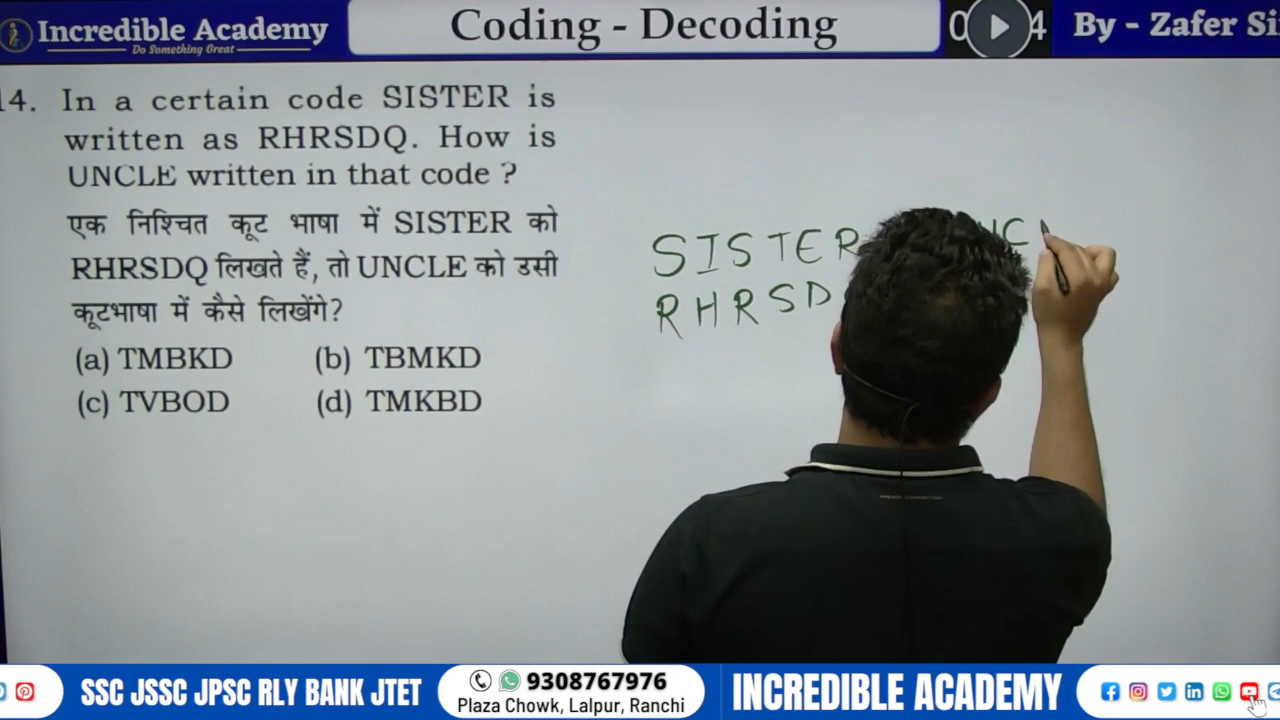 Incredible Academy
Do Something Great
Coding - Decoding
By - Zafer
14. In a certain code SISTER is
written as RHRSDQ. How is
UNCLE written in that code ?
एक निश्चित कूट भाषा में SISTER को
RHRSDQ लिखते हैं, तो UNCLE को उसी
कूटभाषा में कैसे लिखेंगे?
(a) TMBKD (b) TBMKD
(c) TVBOD (d) TMKBD
SISTER
RHRSD
SSC JSSC JPSC RLY BANK JTET
9308767976
Plaza Chowk, Lalpur, Ranchi
INCREDIBLE ACADEMY